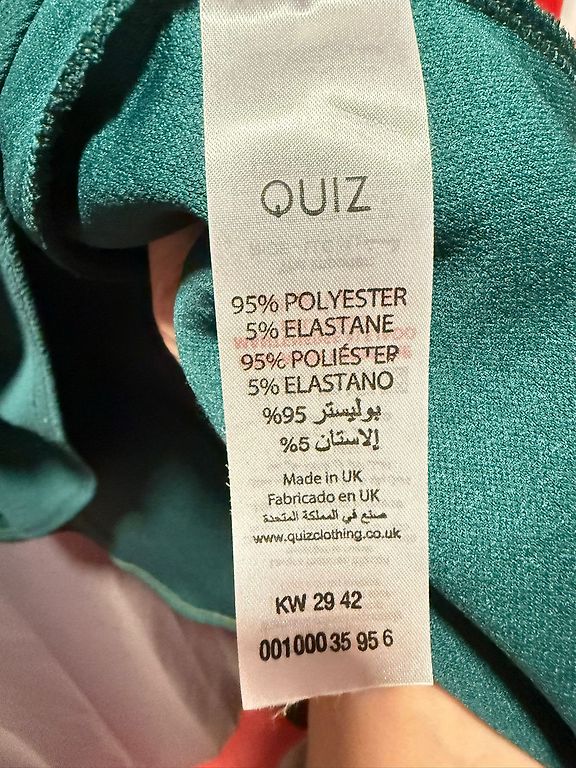 QUIZ
95% POLYESTER
5% ELASTANE
95% POLIÉSTER
5% ELASTANO
بوليستر 95%
إلاستان 5%
Made in UK
Fabricado en UK
صنع في المملكة المتحدة
www.quizclothing.co.uk
KW 29 42
001000 35 95 6